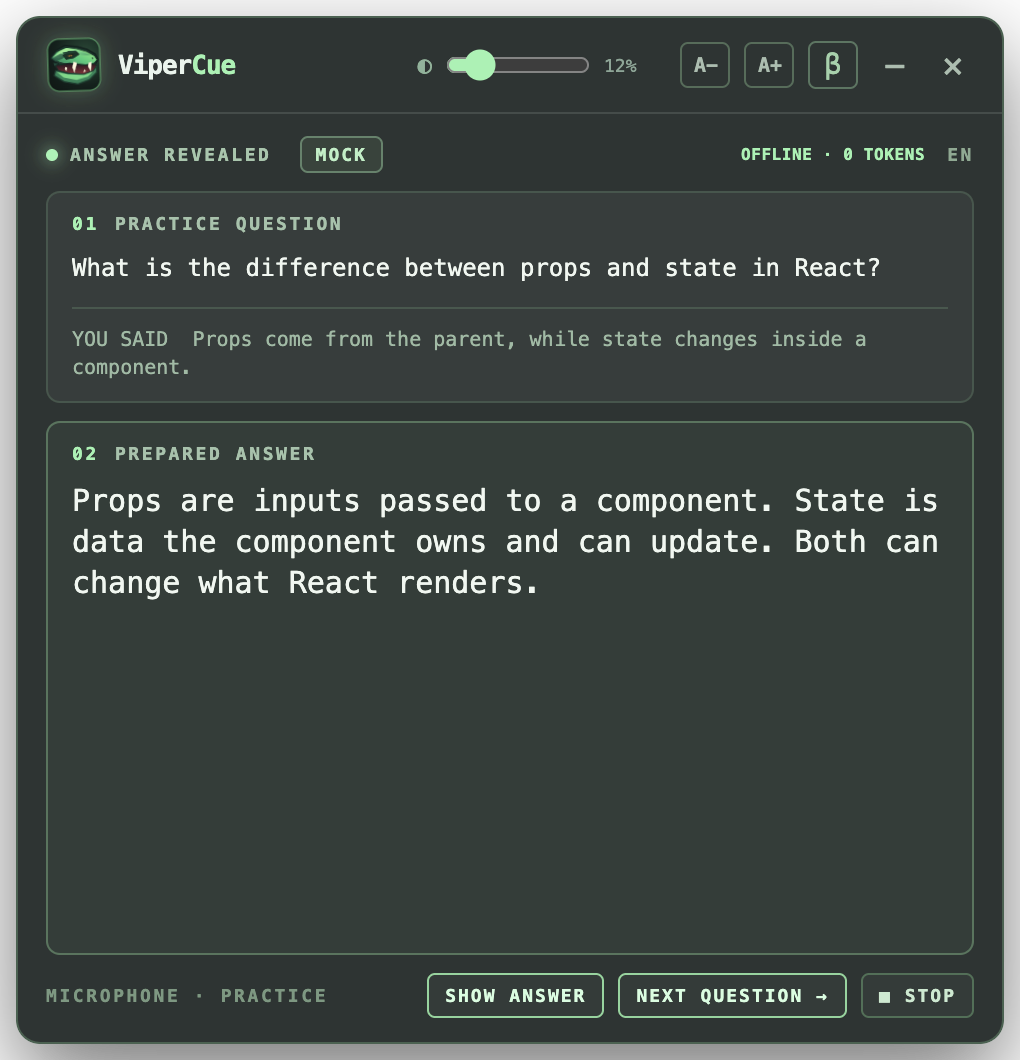 ViperCue
12%
A−
A+
β
ANSWER REVEALED
MOCK
OFFLINE · 0 TOKENS
EN
01 PRACTICE QUESTION
What is the difference between props and state in React?
YOU SAID Props come from the parent, while state changes inside a
component.
02 PREPARED ANSWER
Props are inputs passed to a component. State is
data the component owns and can update. Both can
change what React renders.
MICROPHONE · PRACTICE
SHOW ANSWER
NEXT QUESTION →
■ STOP